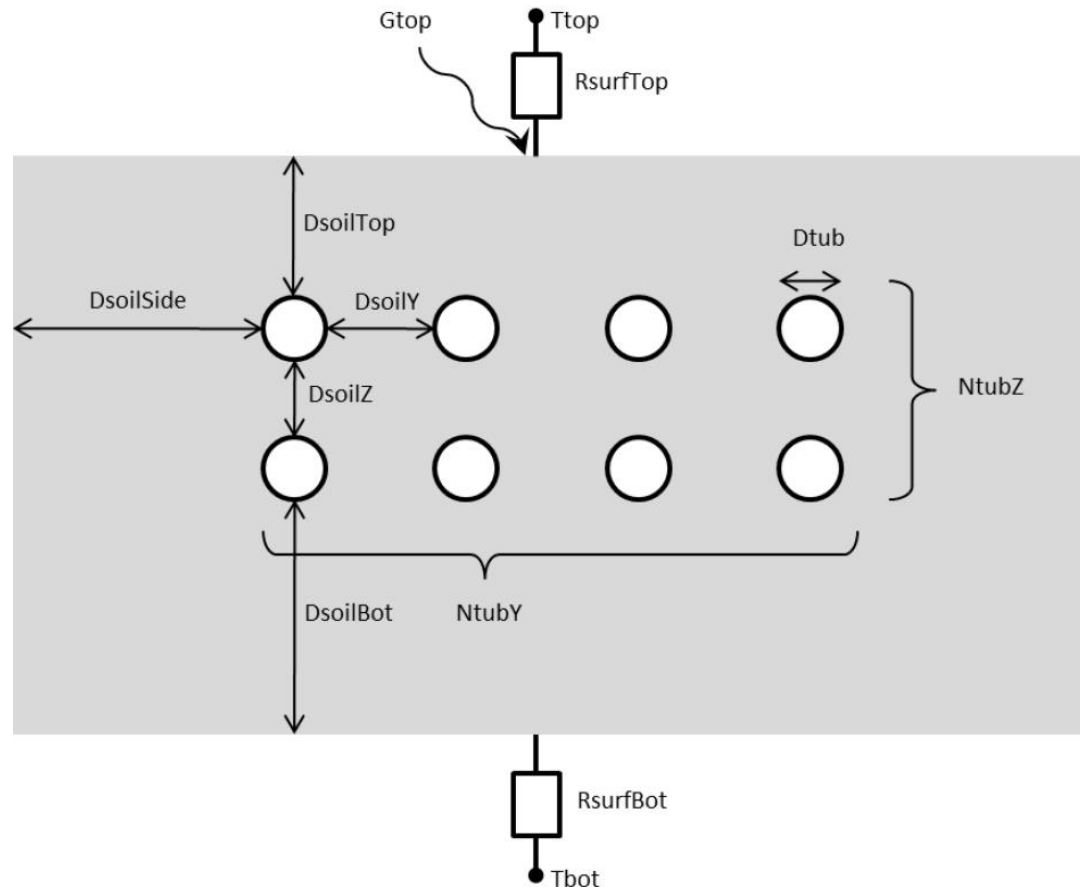 Gtop
Ttop
RsurfTop
DsoilTop
Dtub
DsoilSide
DsoilY
DsoilZ
NtubZ
DsoilBot
NtubY
RsurfBot
Tbot